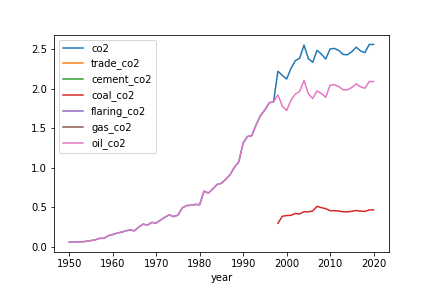 co2
trade_co2
cement_co2
coal_co2
flaring_co2
gas_co2
oil_co2
2.5
2.0
1.5
1.0
0.5
0.0
1950 1960 1970 1980 1990 2000 2010 2020
year